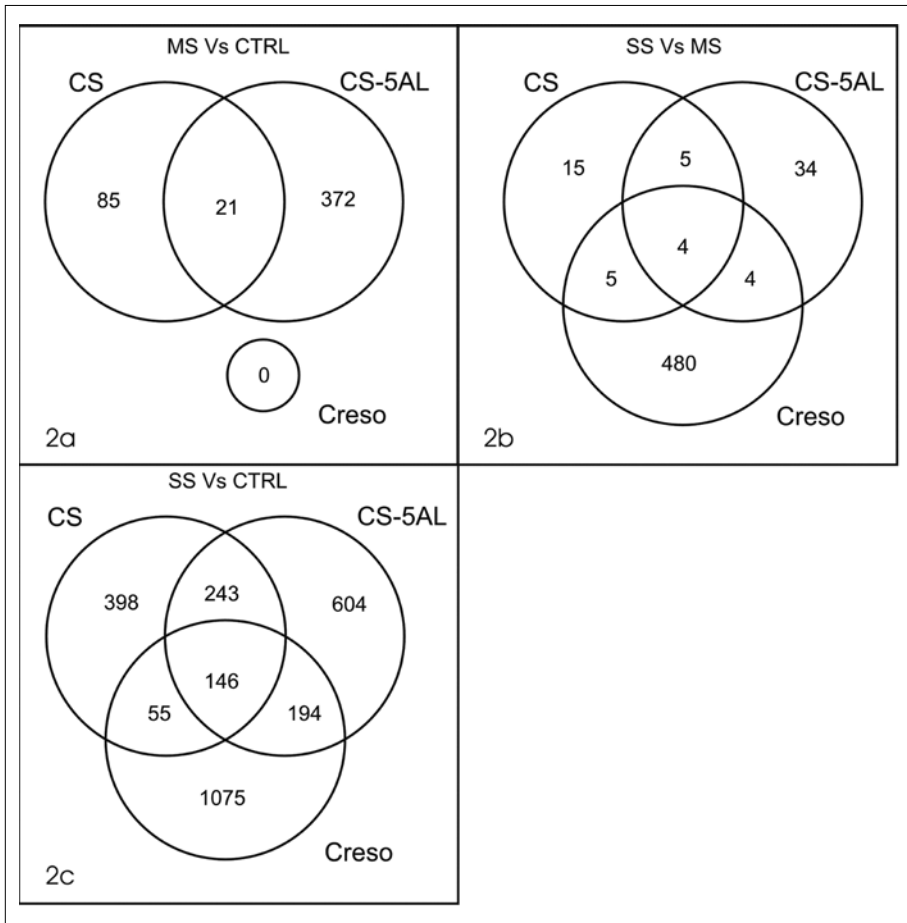 MS Vs CTRL
CS
CS-5AL
85
21
372
0
Creso
2a
SS Vs MS
CS
CS-5AL
15
5
34
4
5
4
480
Creso
2b
SS Vs CTRL
CS
CS-5AL
398
243
604
146
55
194
1075
Creso
2c